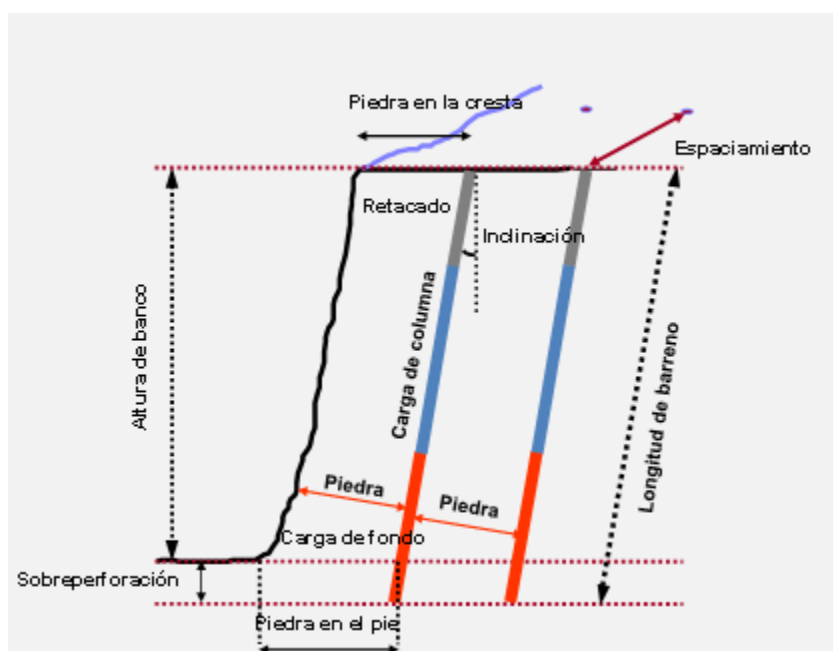 Piedra en la cresta
Espaciamiento
Retacado
Inclinación
Altura de banco
Carga de columna
Longitud de barreno
Piedra
Piedra
Carga de fondo
Sobreperforación
Piedra en el pie